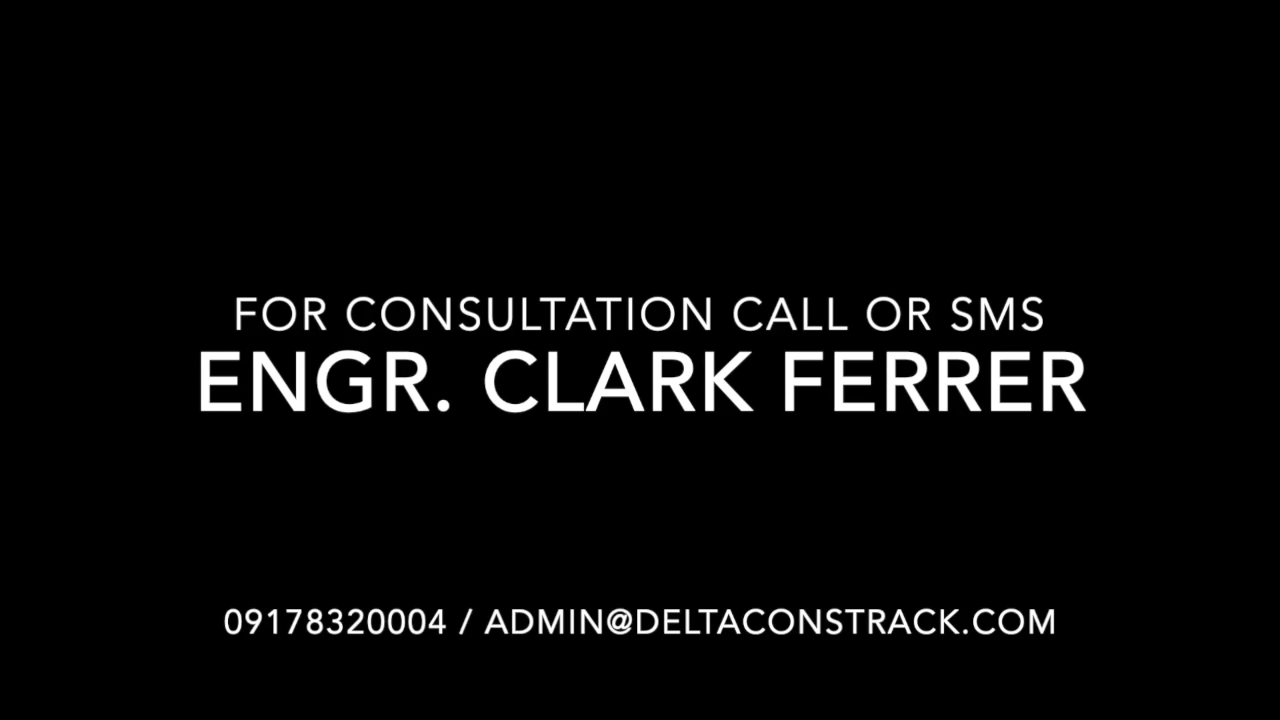 FOR CONSULTATION CALL OR SMS
ENGR. CLARK FERRER
09178320004 / ADMIN@DELTACONSTRACK.COM